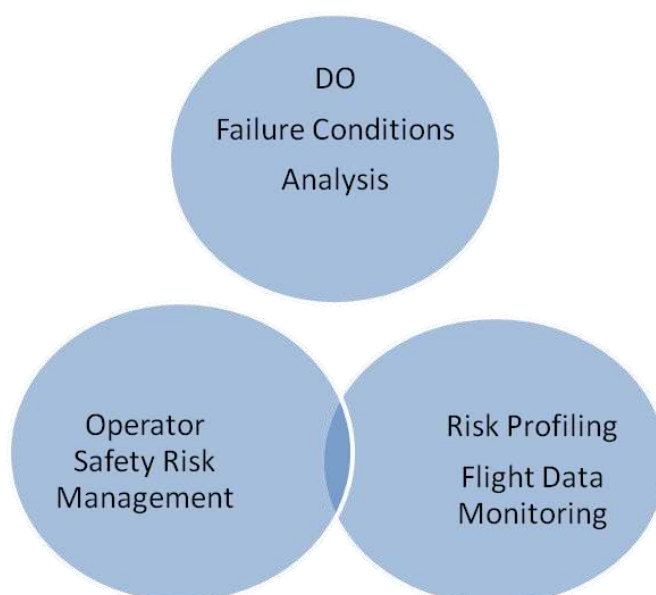 DO
Failure Conditions
Analysis
Operator
Safety Risk
Management
Risk Profiling
Flight Data
Monitoring